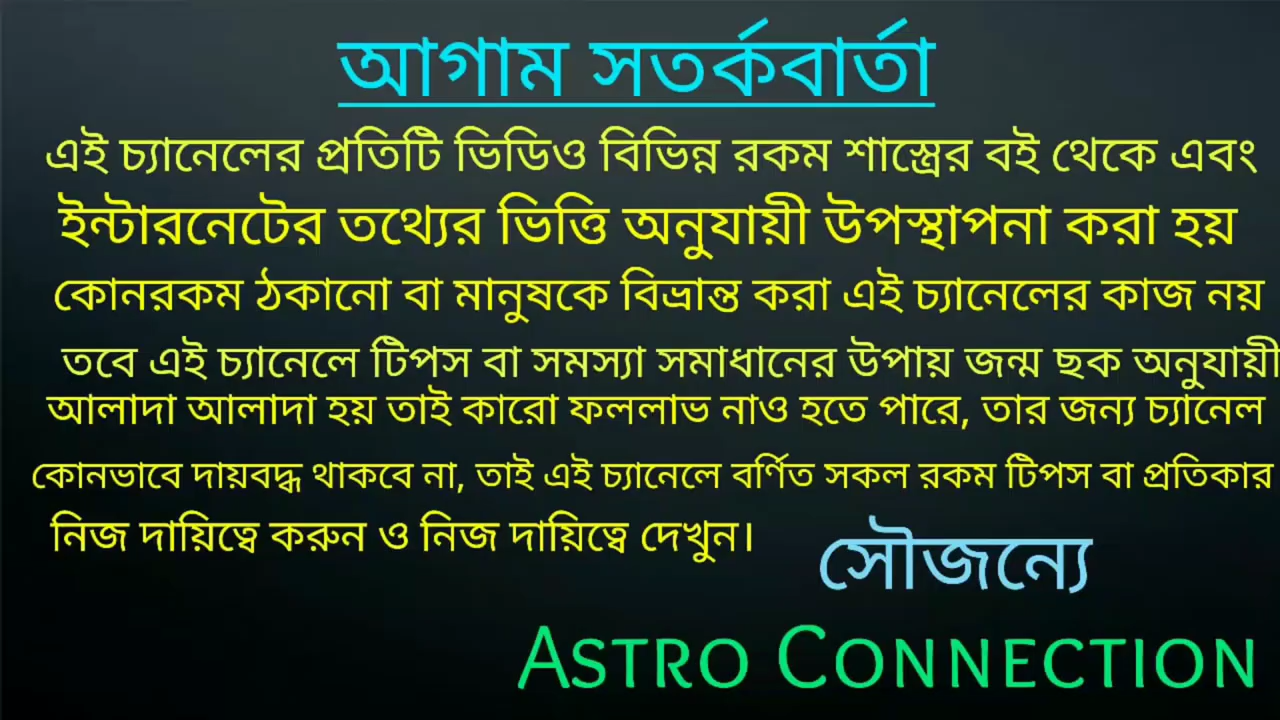 আগাম সতর্কবার্তা
এই চ্যানেলের প্রতিটি ভিডিও বিভিন্ন রকম শাস্ত্রের বই থেকে এবং
ইন্টারনেটের তথ্যের ভিত্তি অনুযায়ী উপস্থাপনা করা হয়
কোনরকম ঠকানো বা মানুষকে বিভ্রান্ত করা এই চ্যানেলের কাজ নয়
তবে এই চ্যানেলে টিপস বা সমস্যা সমাধানের উপায় জন্ম ছক অনুযায়ী
আলাদা আলাদা হয় তাই কারো ফললাভ নাও হতে পারে, তার জন্য চ্যানেল
কোনভাবে দায়বদ্ধ থাকবে না, তাই এই চ্যানেলে বর্ণিত সকল রকম টিপস বা প্রতিকার
নিজ দায়িত্বে করুন ও নিজ দায়িত্বে দেখুন।
সৌজন্যে
ASTRO CONNECTION